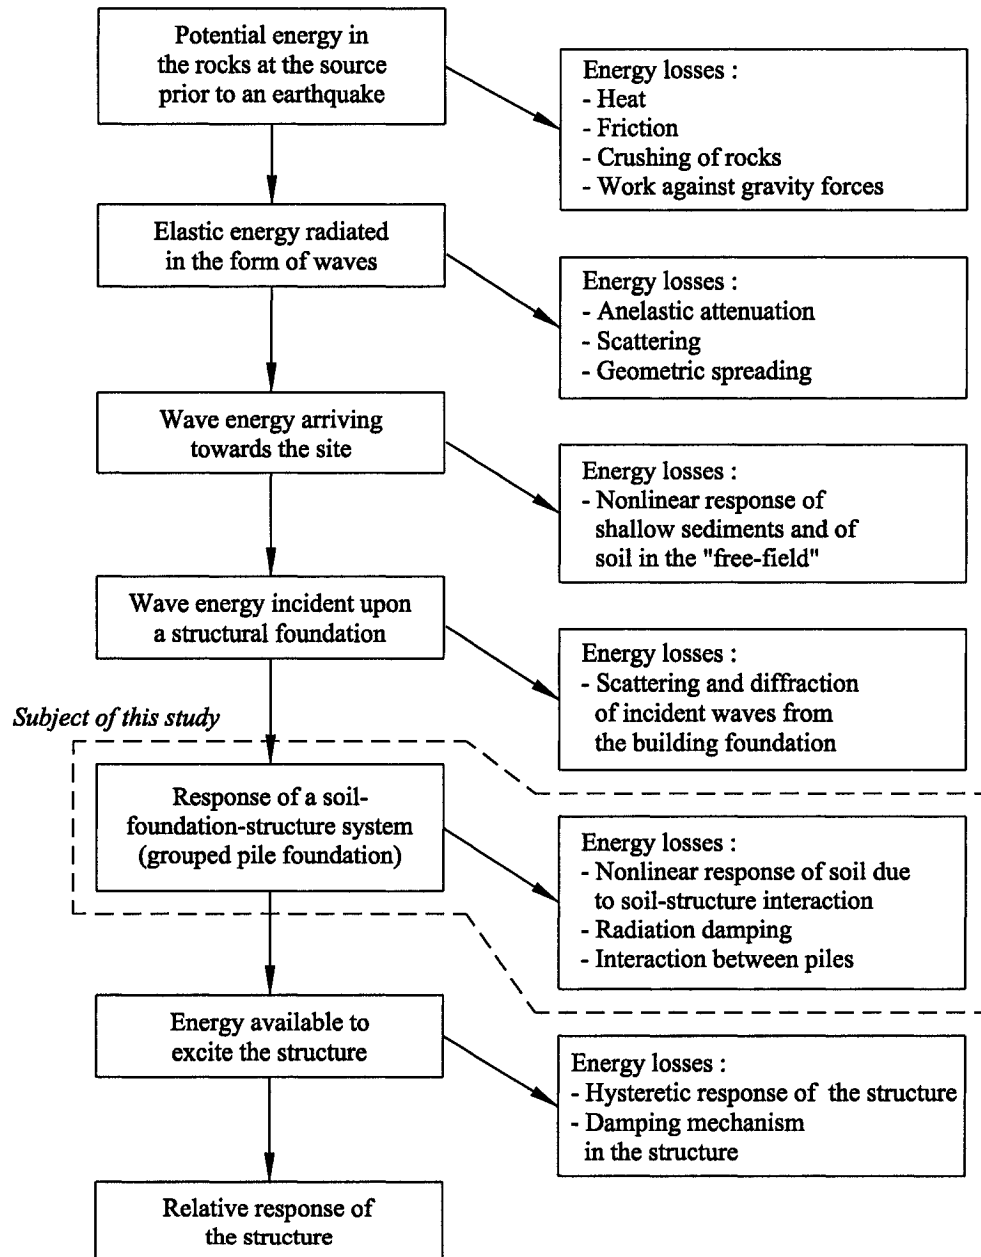 Potential energy in
the rocks at the source
prior to an earthquake
Energy losses :
- Heat
- Friction
- Crushing of rocks
- Work against gravity forces
Elastic energy radiated
in the form of waves
Energy losses :
- Anelastic attenuation
- Scattering
- Geometric spreading
Wave energy arriving
towards the site
Energy losses :
- Nonlinear response of
shallow sediments and of
soil in the "free-field"
Wave energy incident upon
a structural foundation
Energy losses :
- Scattering and diffraction
of incident waves from
the building foundation
Subject of this study
Response of a soil-
foundation-structure system
(grouped pile foundation)
Energy losses :
- Nonlinear response of soil due
to soil-structure interaction
- Radiation damping
- Interaction between piles
Energy available to
excite the structure
Energy losses :
- Hysteretic response of the structure
- Damping mechanism
in the structure
Relative response of
the structure